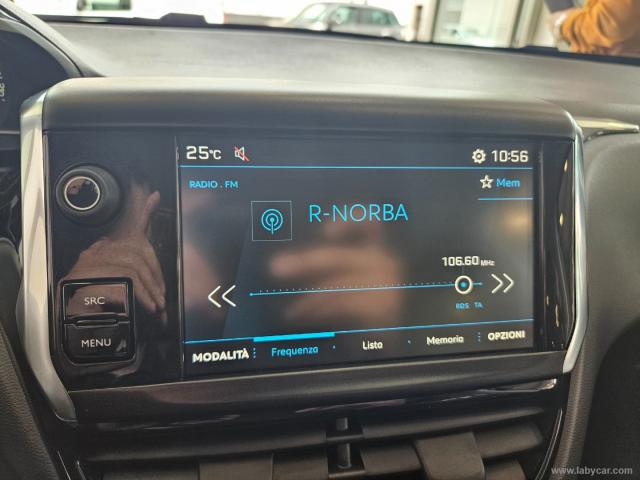 25°C 10:56
RADIO . FM
Mem
R-NORBA
106.60 MHz
RDS TA
SRC
MENU
MODALITÀ Frequenza Lista Memoria OPZIONI
www.labycar.com